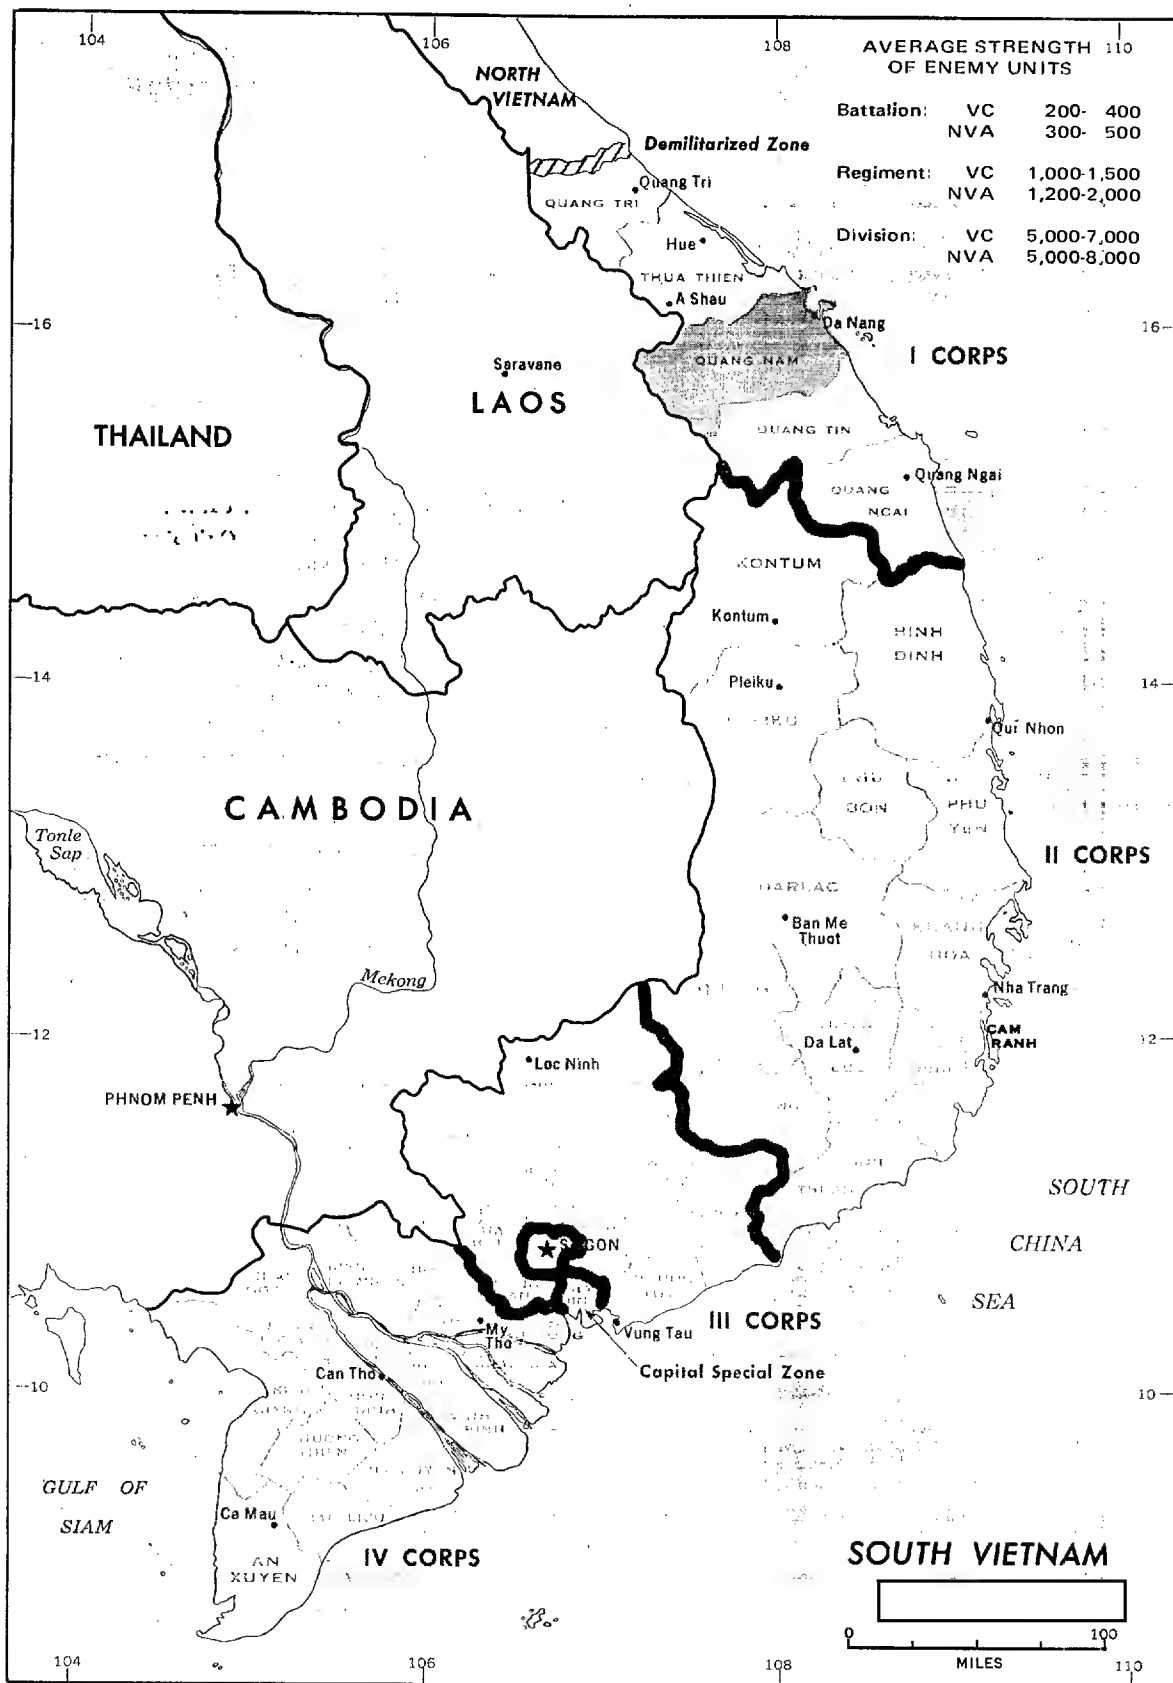 104
106
108
110
AVERAGE STRENGTH
OF ENEMY UNITS
Battalion: VC 200- 400
NVA 300- 500
Regiment: VC 1,000-1,500
NVA 1,200-2,000
Division: VC 5,000-7,000
NVA 5,000-8,000
NORTH
VIETNAM
Demilitarized Zone
Quang Tri
QUANG TRI
Hue
THUA THIEN
A Shau
16
Da Nang
16
I CORPS
QUANG NAM
Saravane
LAOS
THAILAND
QUANG TIN
Quang Ngai
QUANG
NGAI
KONTUM
Kontum
BINH
DINH
14
Pleiku
14
Qui Nhon
CAMBODIA
BON
PHU
YEN
Tonle
Sap
II CORPS
DARLAC
Ban Me
Thuot
KHANH
HOA
Mekong
Nha Trang
12
CAM
RANH
12
Loc Ninh
Da Lat
PHNOM PENH
SOUTH
CHINA
SEA
SAIGON
III CORPS
My
Tho
Vung Tau
Capital Special Zone
10
Can Tho
10
GULF OF
SIAM
Ca Mau
AN
XUYEN
IV CORPS
SOUTH VIETNAM
0
100
MILES
104
106
108
110